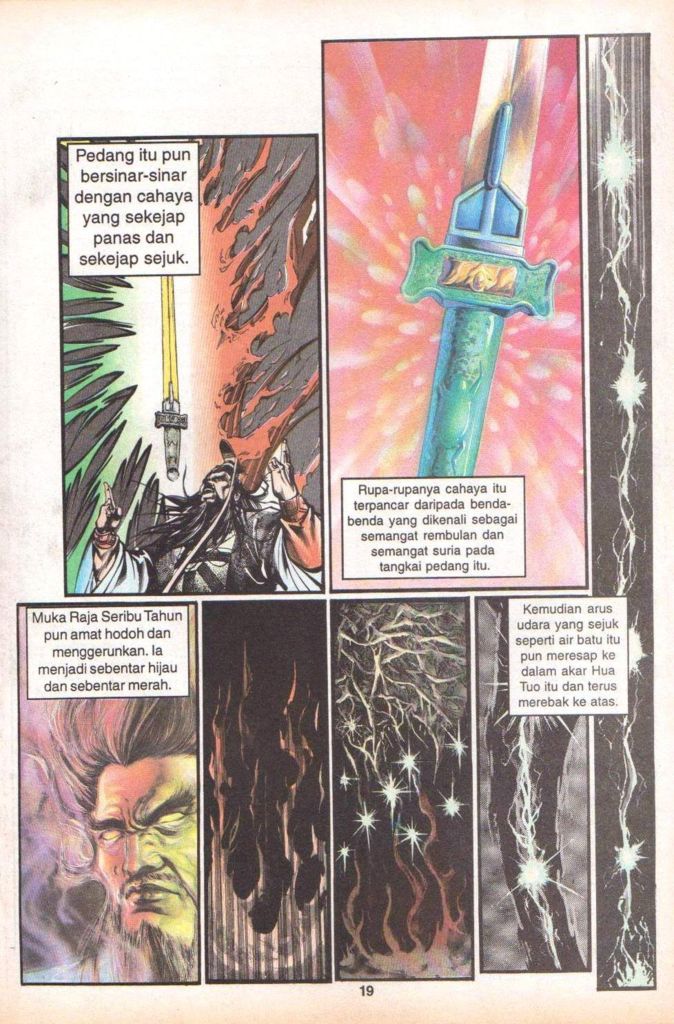 Pedang itu pun
bersinar-sinar
dengan cahaya
yang sekejap
panas dan
sekejap sejuk.
Rupa-rupanya cahaya itu
terpancar daripada benda-
benda yang dikenali sebagai
semangat rembulan dan
semangat suria pada
tangkai pedang itu.
Muka Raja Seribu Tahun
pun amat hodoh dan
menggerunkan. Ia
menjadi sebentar hijau
dan sebentar merah.
Kemudian arus
udara yang sejuk
seperti air batu itu
pun meresap ke
dalam akar Hua
Tuo itu dan terus
merebak ke atas.
19